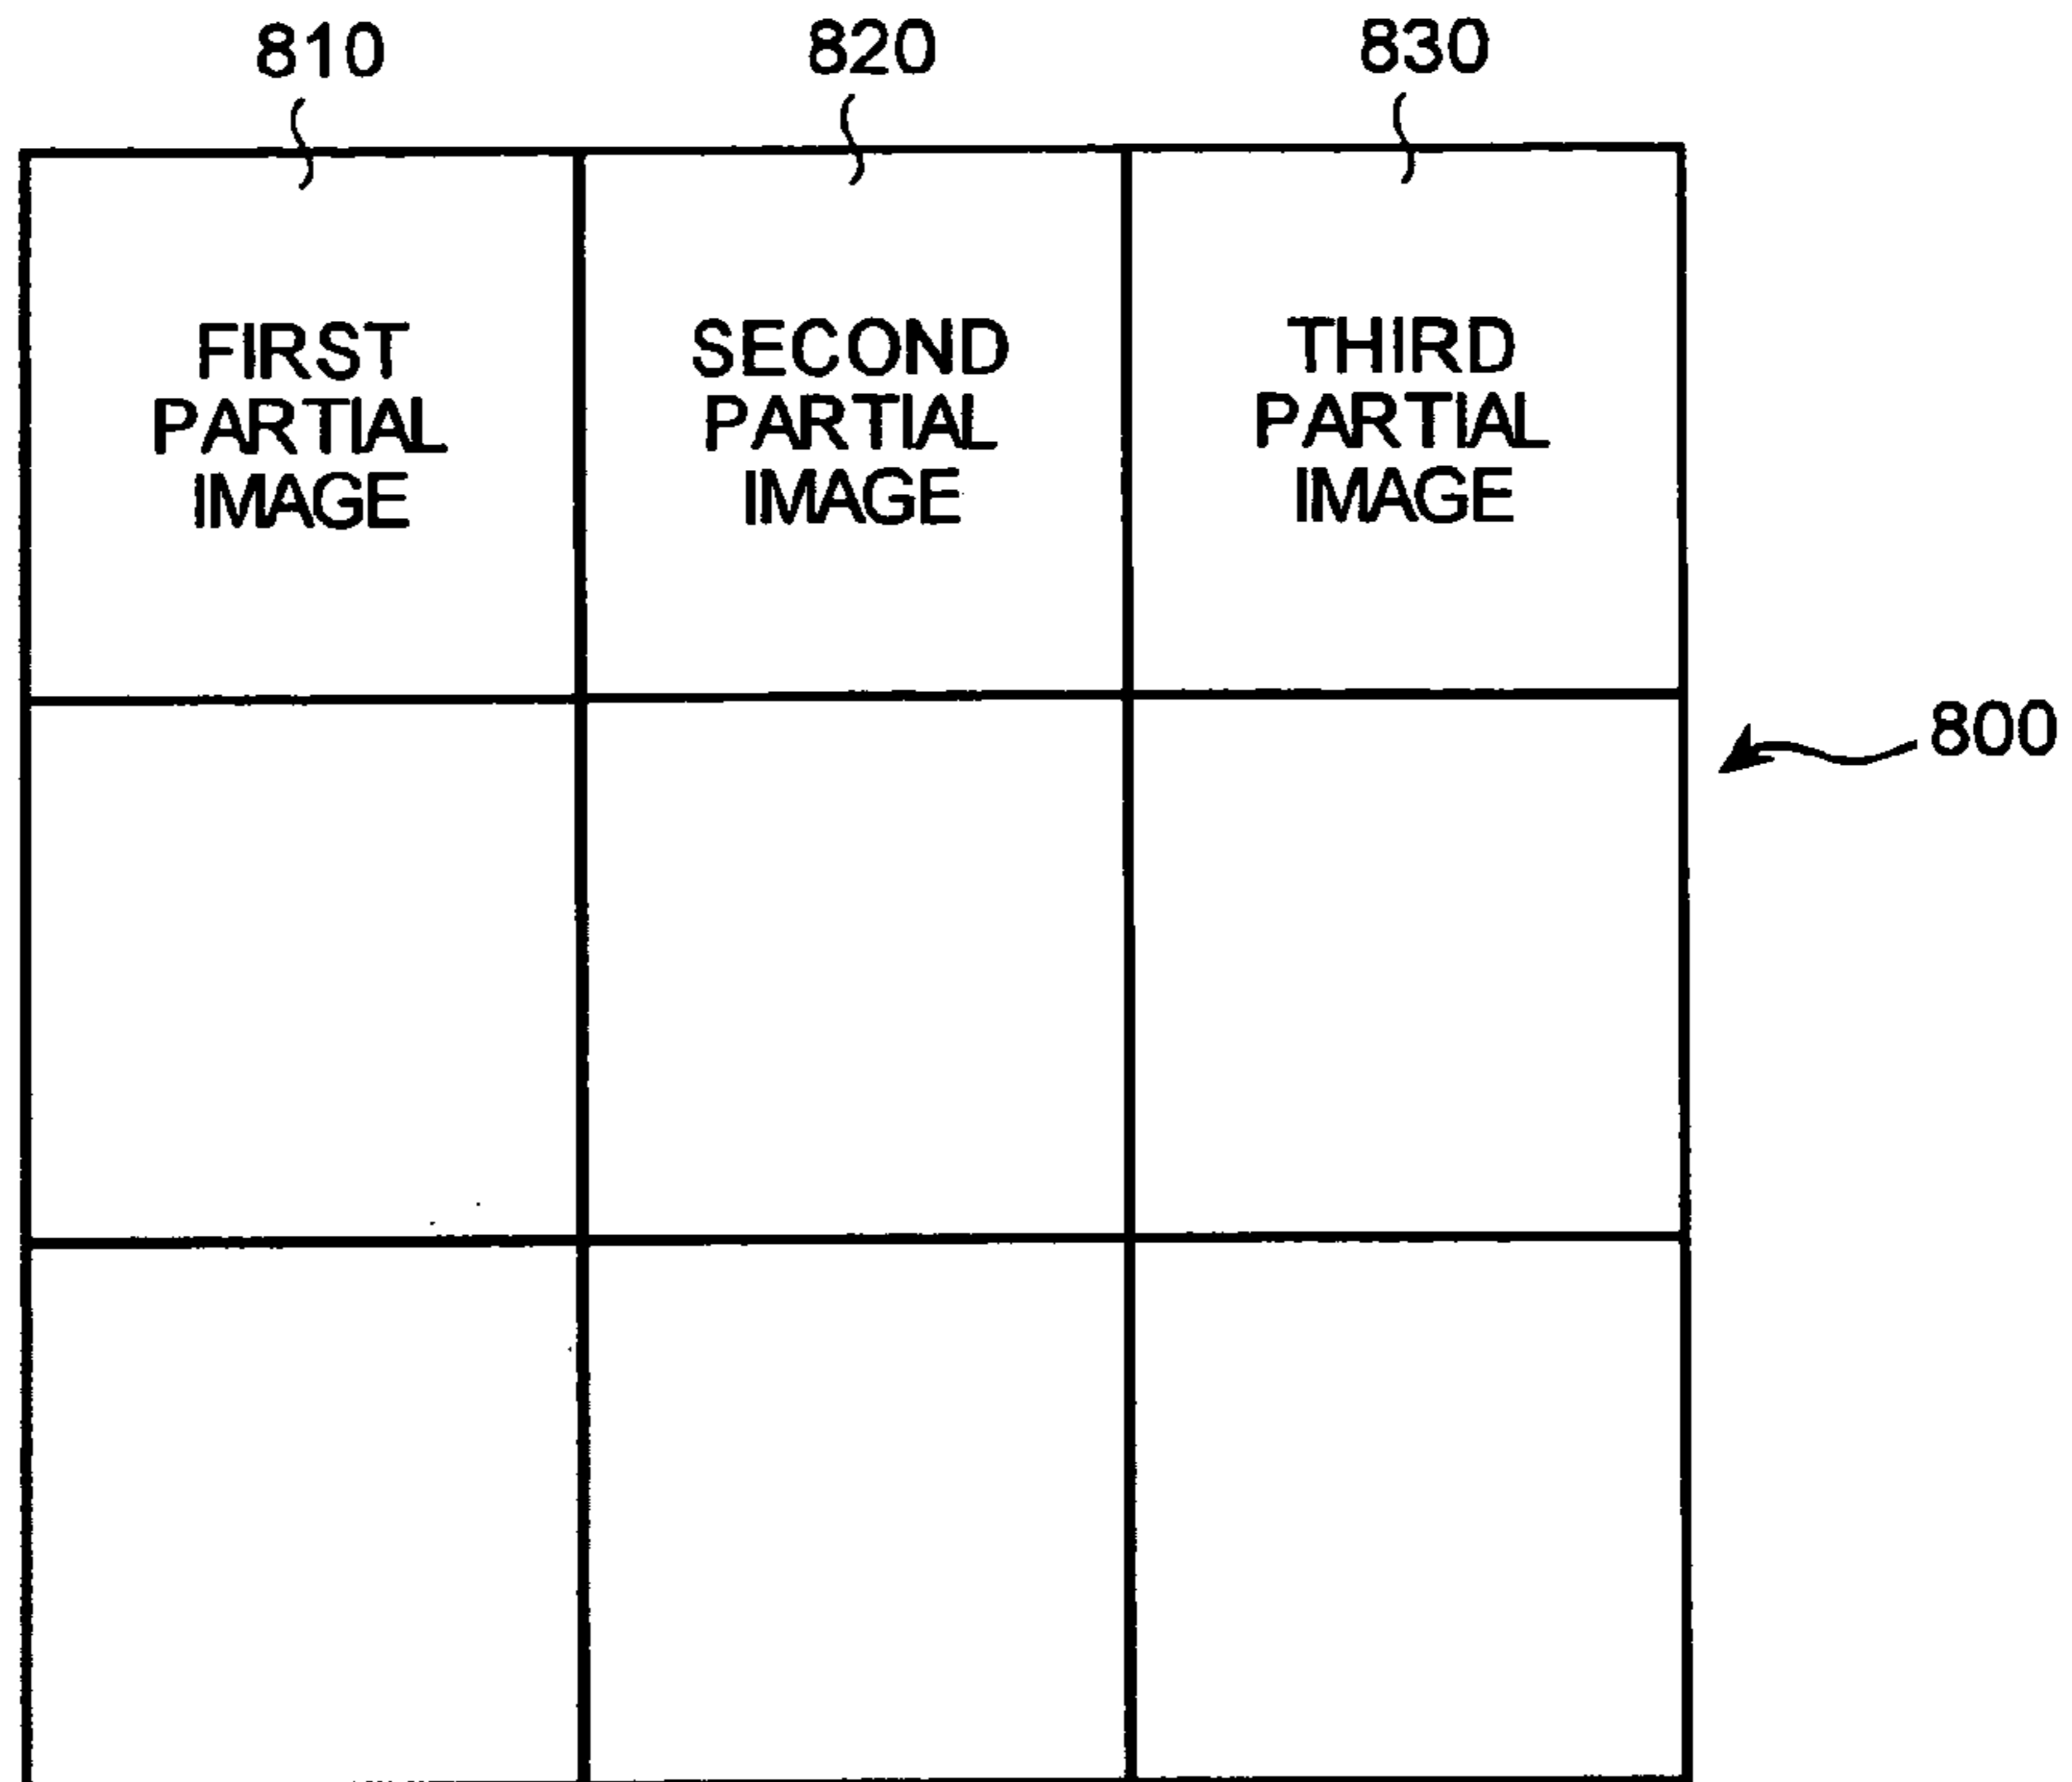 810
820
830
FIRST
PARTIAL
IMAGE
SECOND
PARTIAL
IMAGE
THIRD
PARTIAL
IMAGE
800